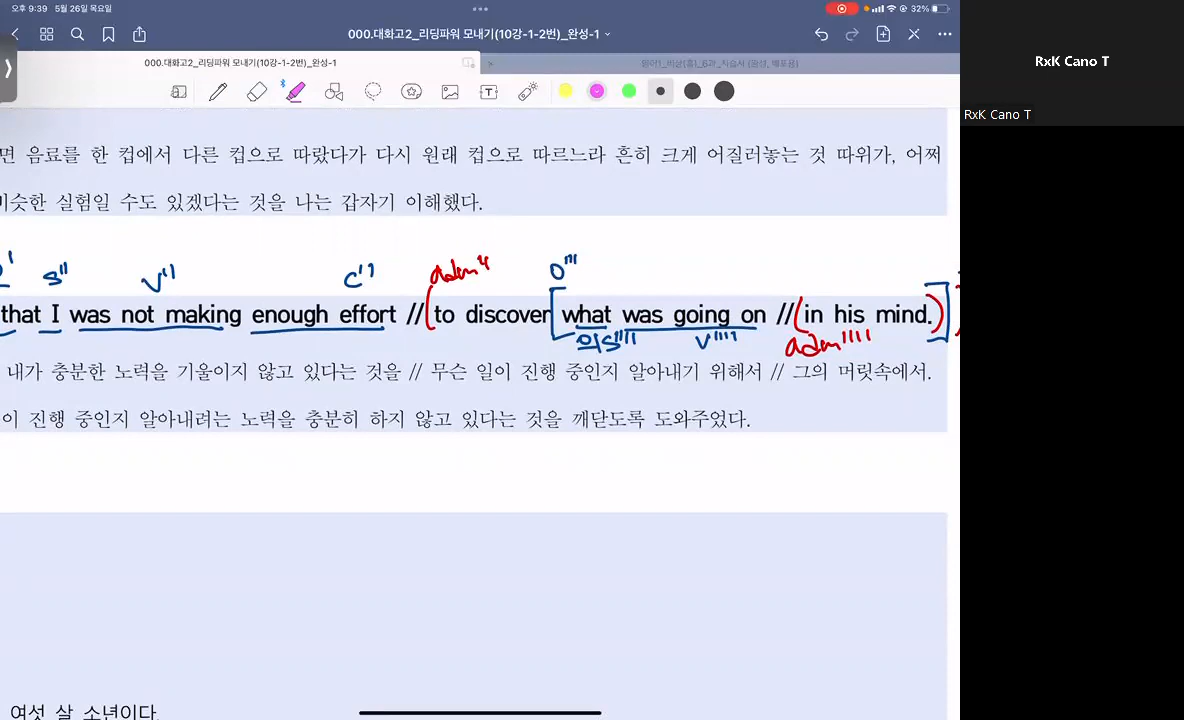 오후 9:39 5월 26일 목요일
32%
000.대화고2_리딩파워 모내기(10강-1-2번)_완성-1
000.대화고2_리딩파워 모내기(10강-1-2번)_완성-1
RxK Cano T
RxK Cano T
면 음료를 한 컵에서 다른 컵으로 따랐다가 다시 원래 컵으로 따르느라 흔히 크게 어질러놓는 것 따위가, 어쩌
비슷한 실험일 수도 있겠다는 것을 나는 갑자기 이해했다.
S'' V'' C'' adm'' O'''
that I was not making enough effort // (to discover [what was going on // (in his mind.)]
의S'''' V'''' adm''''
내가 충분한 노력을 기울이지 않고 있다는 것을 // 무슨 일이 진행 중인지 알아내기 위해서 // 그의 머릿속에서.
이 진행 중인지 알아내려는 노력을 충분히 하지 않고 있다는 것을 깨닫도록 도와주었다.
여섯 살 소년이다.